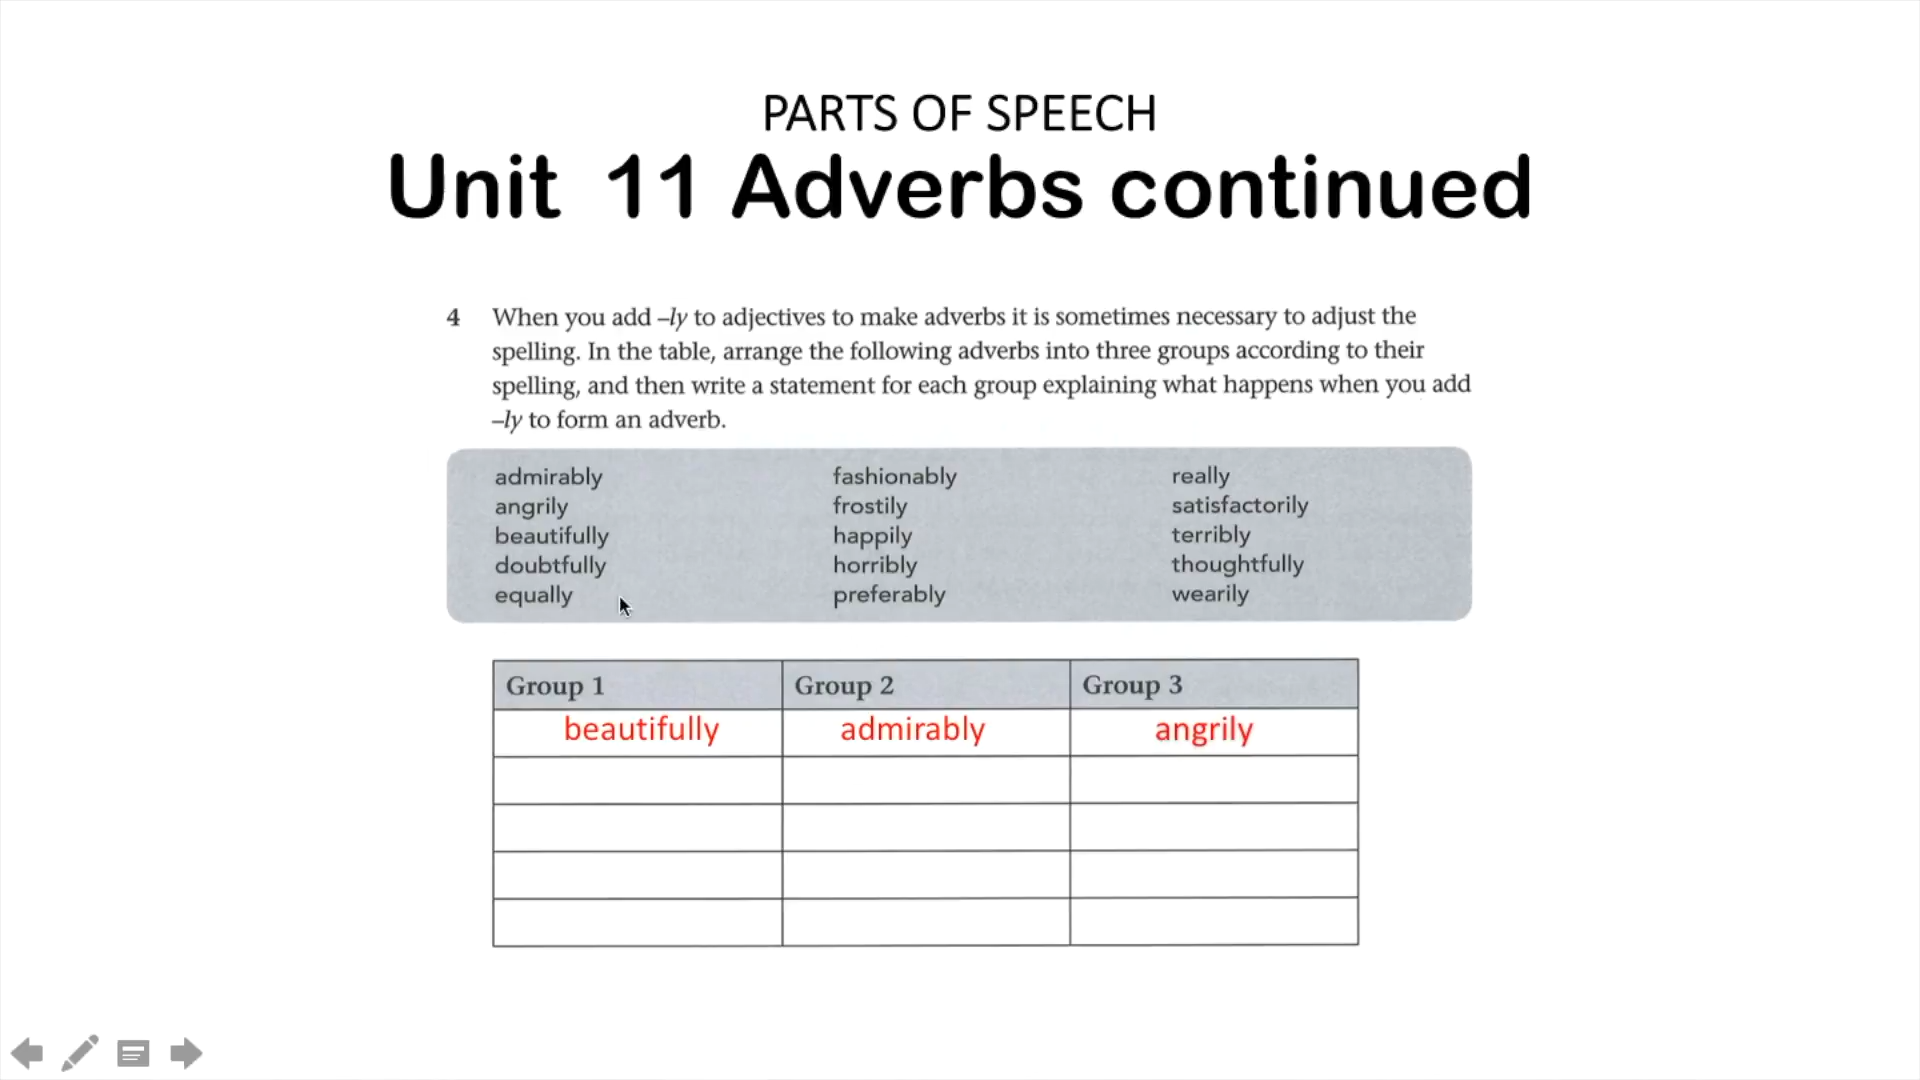 PARTS OF SPEECH
Unit 11 Adverbs continued
4 When you add –ly to adjectives to make adverbs it is sometimes necessary to adjust the
spelling. In the table, arrange the following adverbs into three groups according to their
spelling, and then write a statement for each group explaining what happens when you add
–ly to form an adverb.
admirably fashionably really
angrily frostily satisfactorily
beautifully happily terribly
doubtfully horribly thoughtfully
equally preferably wearily
Group 1 Group 2 Group 3
beautifully admirably angrily